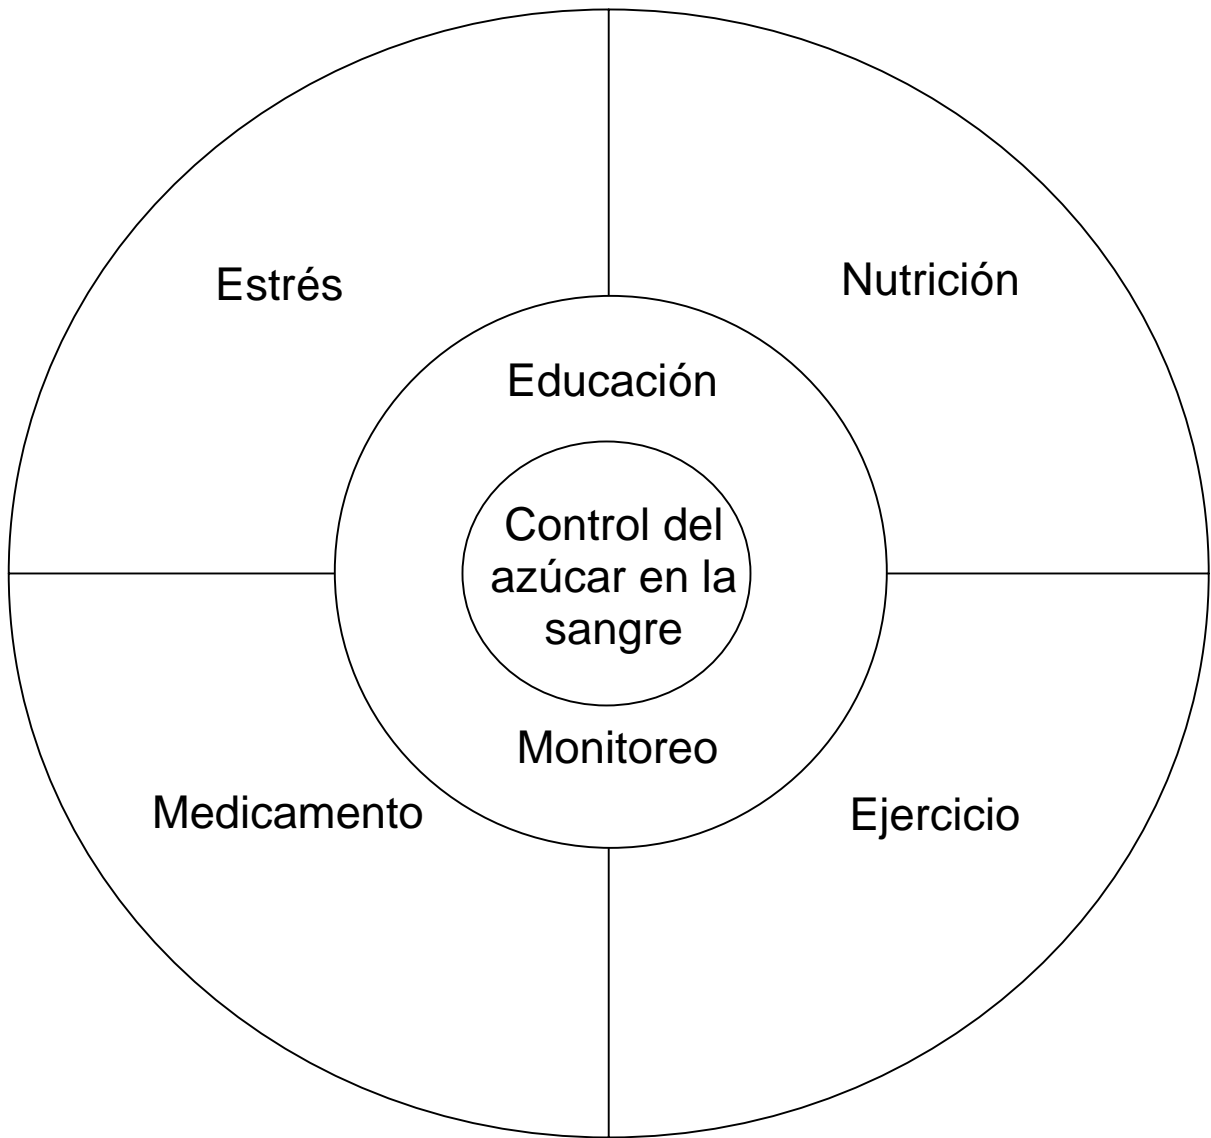 Estrés
Nutrición
Educación
Control del
azúcar en la
sangre
Monitoreo
Medicamento
Ejercicio